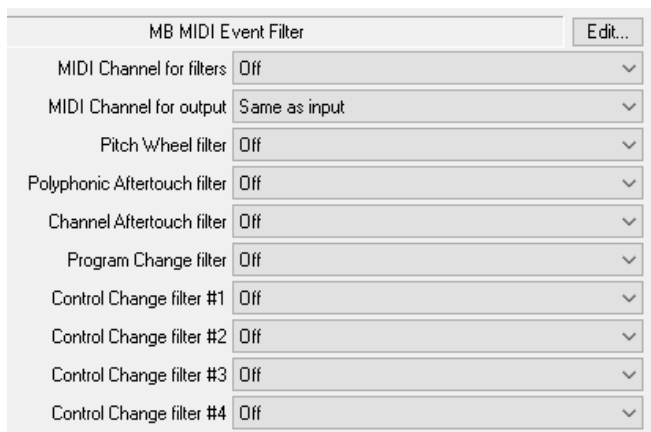 MB MIDI Event Filter Edit...
MIDI Channel for filters Off
MIDI Channel for output Same as input
Pitch Wheel filter Off
Polyphonic Aftertouch filter Off
Channel Aftertouch filter Off
Program Change filter Off
Control Change filter #1 Off
Control Change filter #2 Off
Control Change filter #3 Off
Control Change filter #4 Off